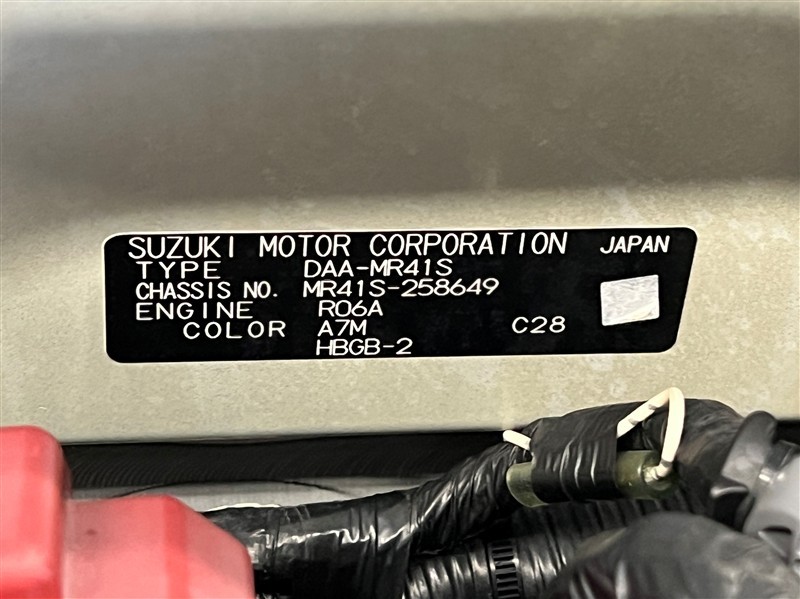 SUZUKI MOTOR CORPORATION JAPAN
TYPE DAA-MR41S
CHASSIS NO. MR41S-258649
ENGINE R06A
COLOR A7M C28
HBGB-2